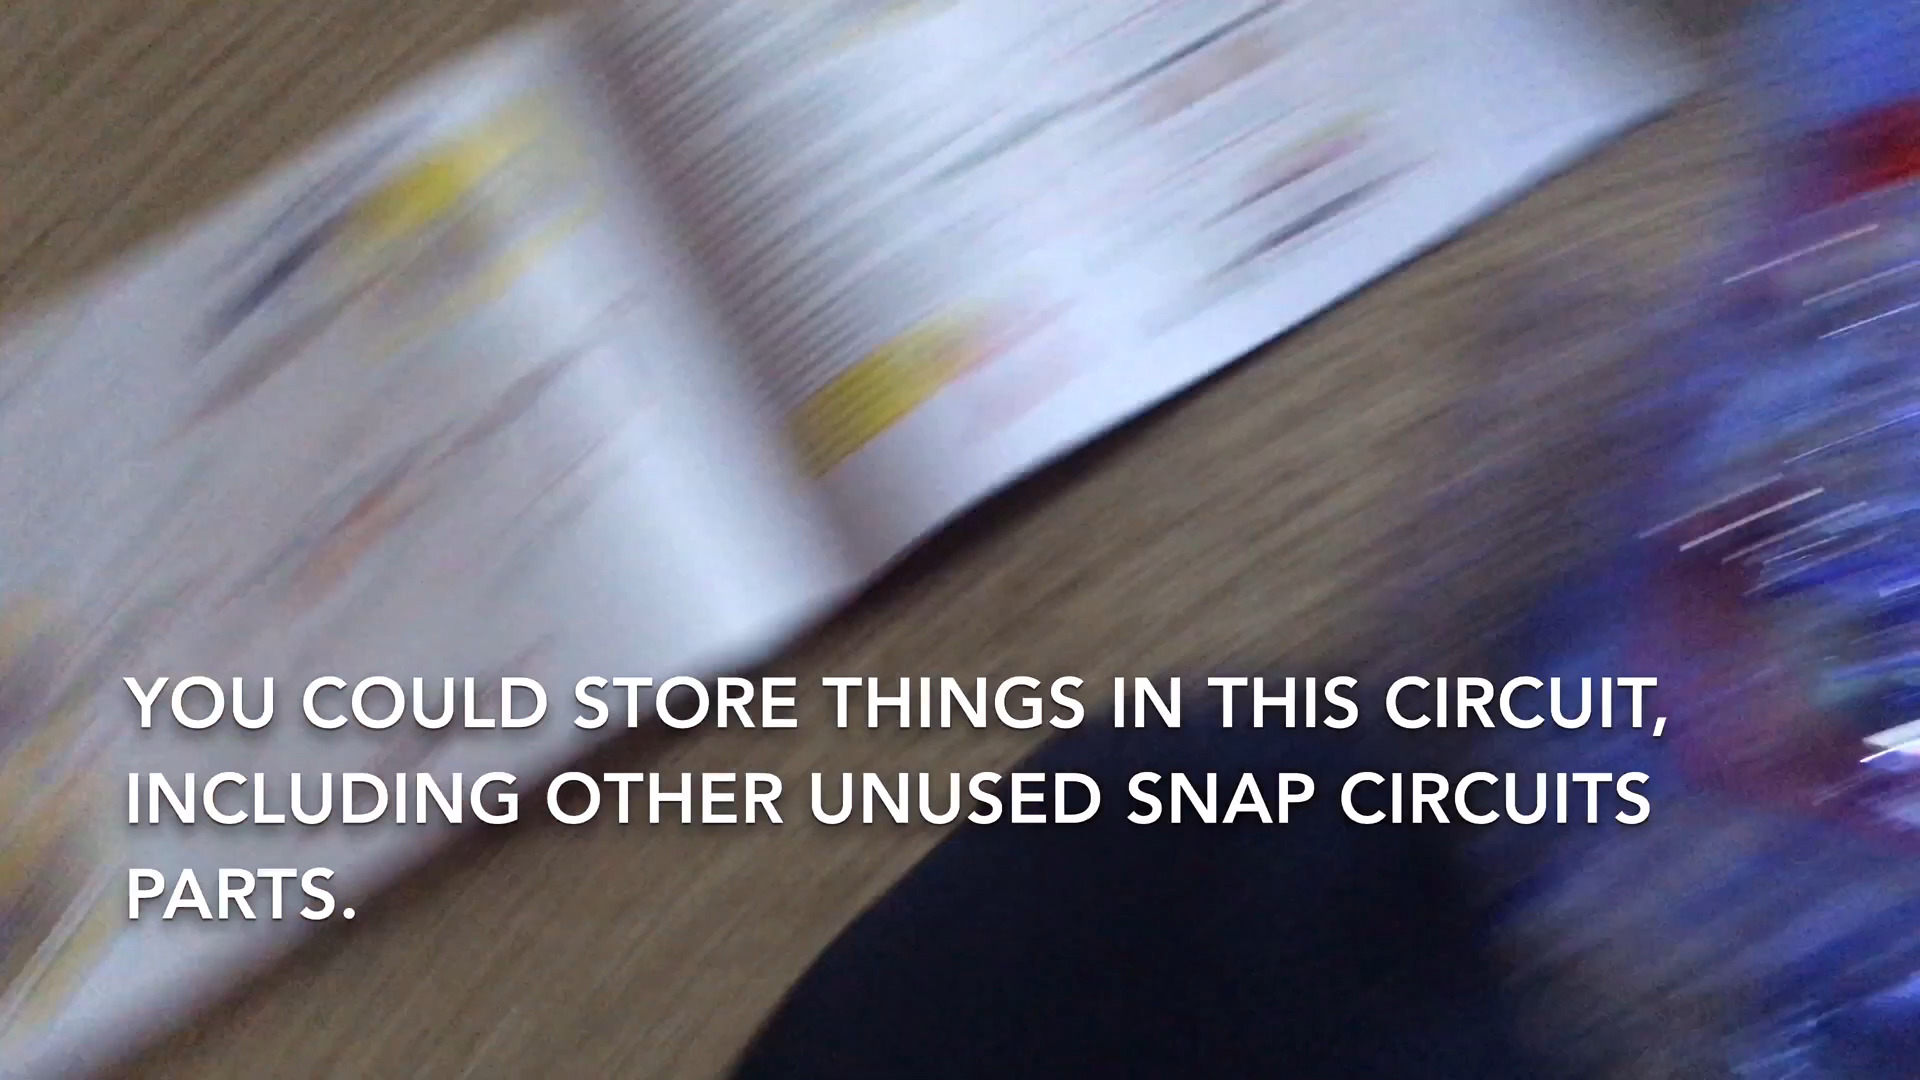 YOU COULD STORE THINGS IN THIS CIRCUIT,
INCLUDING OTHER UNUSED SNAP CIRCUITS
PARTS.